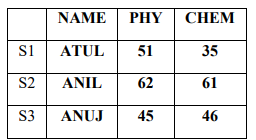 NAME PHY CHEM
S1 ATUL 51 35
S2 ANIL 62 61
S3 ANUJ 45 46